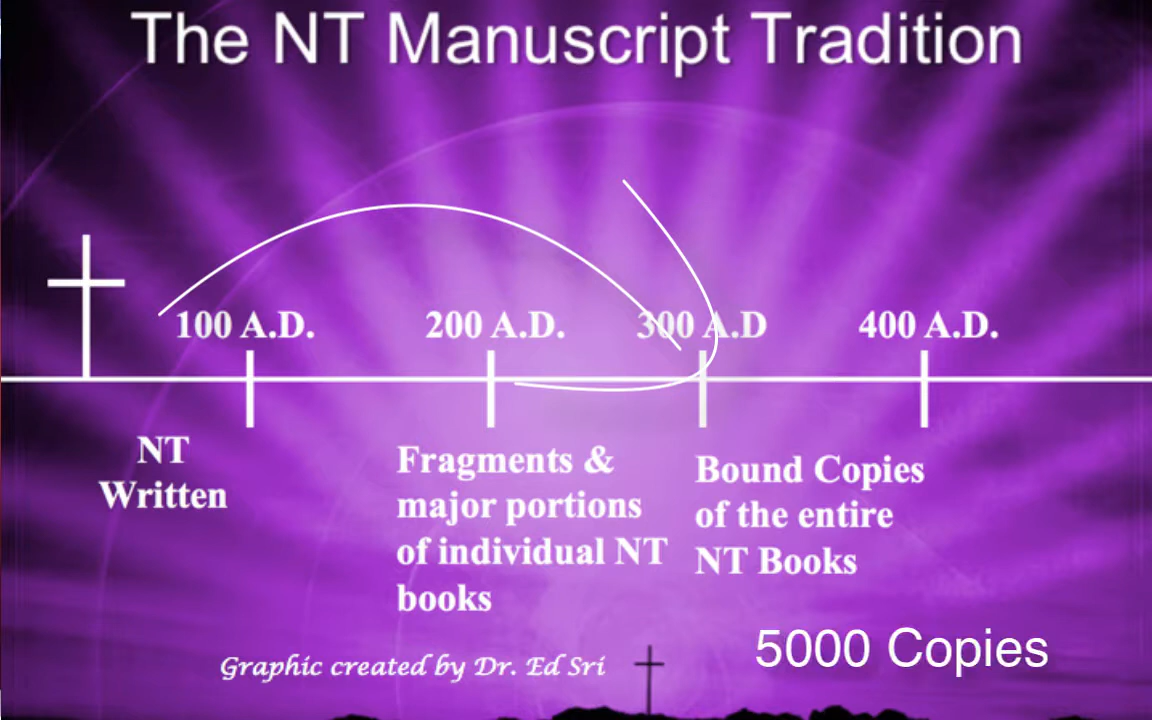 The NT Manuscript Tradition
100 A.D.
200 A.D.
300 A.D
400 A.D.
NT
Written
Fragments &
major portions
of individual NT
books
Bound Copies
of the entire
NT Books
5000 Copies
Graphic created by Dr. Ed Sri